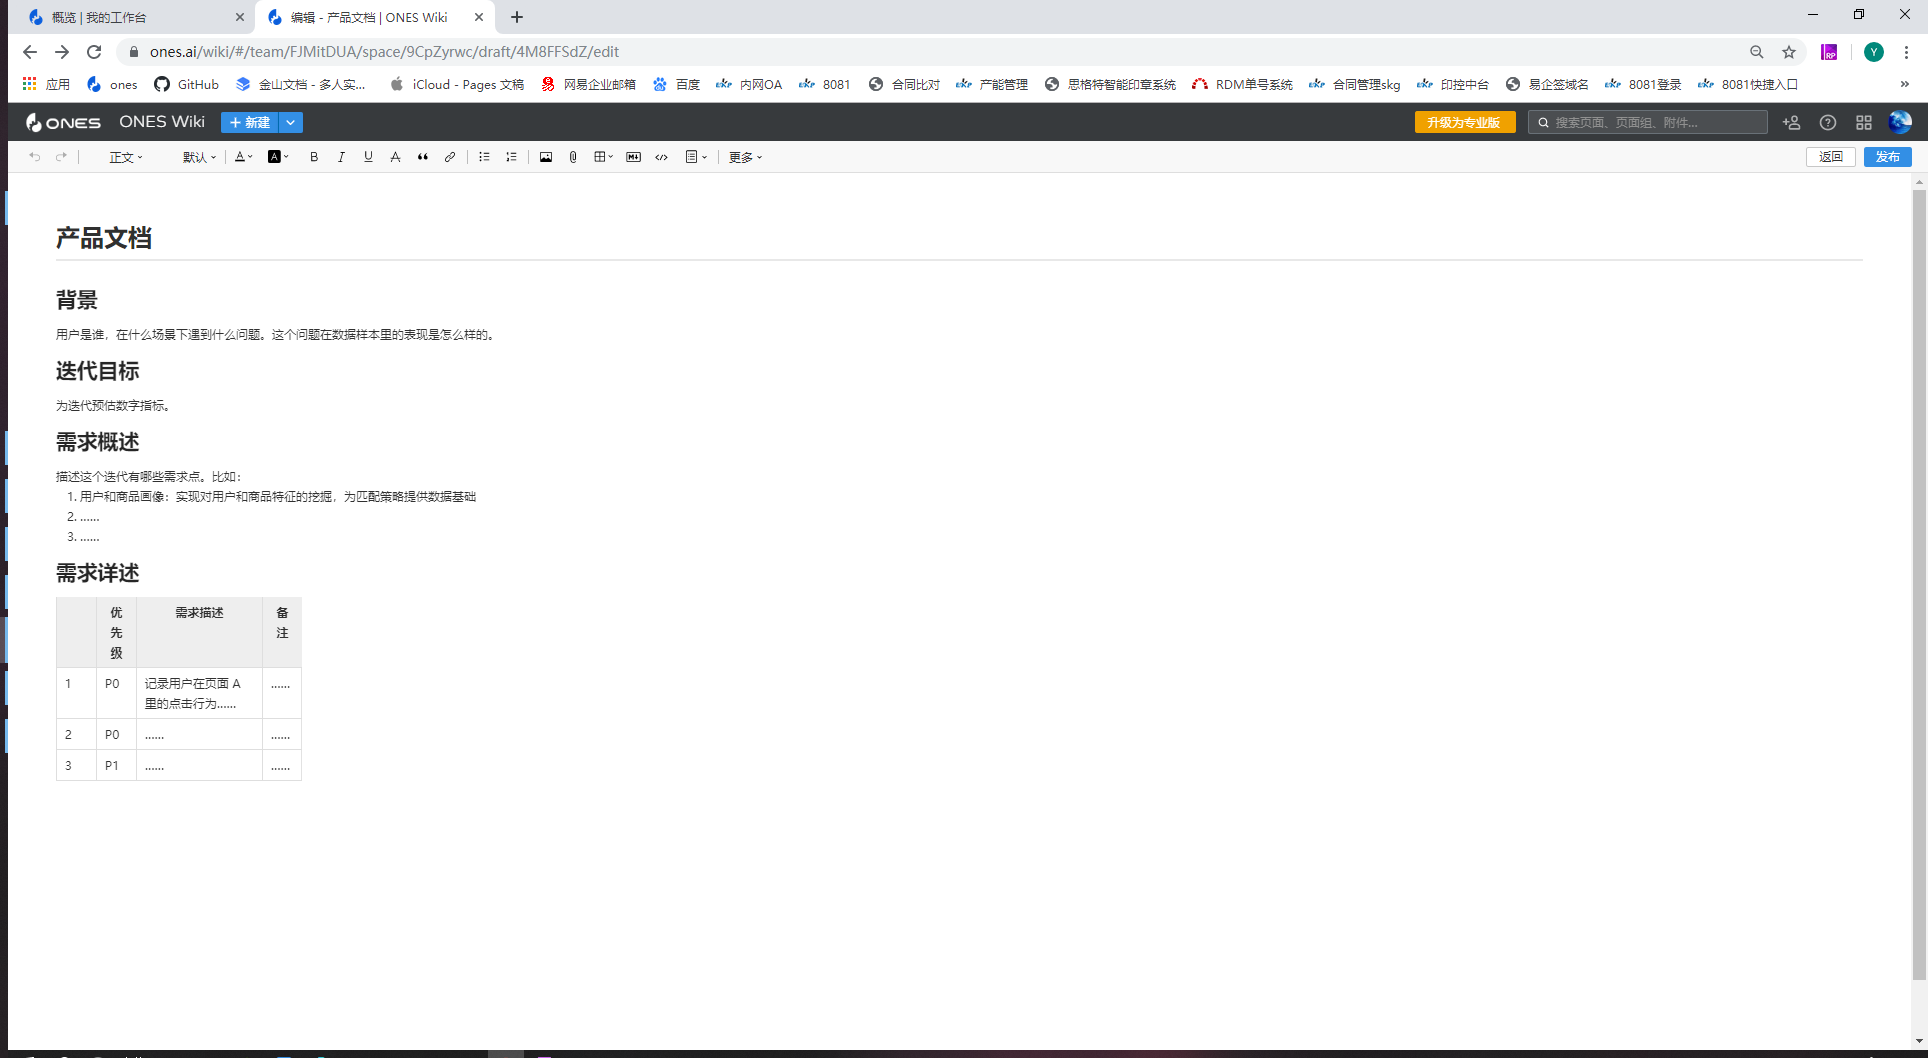 概览 | 我的工作台
编辑 - 产品文档 | ONES Wiki
ones.ai/wiki/#/team/FJMitDUA/space/9CpZyrwc/draft/4M8FFSdZ/edit
RP
Y
应用 ones GitHub 金山文档 - 多人实... iCloud - Pages 文稿 网易企业邮箱 百度 内网OA 8081 合同比对 产能管理 思格特智能印章系统 RDM单号系统 合同管理skg 印控中台 易企签域名 8081登录 8081快捷入口 »
ONES ONES Wiki + 新建 升级为专业版 搜索页面、页面组、附件...
正文 默认 A A B I U A 更多 返回 发布
产品文档
背景
用户是谁，在什么场景下遇到什么问题。这个问题在数据样本里的表现是怎么样的。
迭代目标
为迭代预估数字指标。
需求概述
描述这个迭代有哪些需求点。比如：
1. 用户和商品画像：实现对用户和商品特征的挖掘，为匹配策略提供数据基础
2. ......
3. ......
需求详述
优先级 需求描述 备注
1 P0 记录用户在页面 A 里的点击行为...... ......
2 P0 ...... ......
3 P1 ...... ......